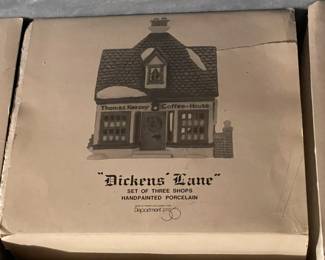 Thomas Kersey Coffee-House
"Dickens' Lane"
SET OF THREE SHOPS
HANDPAINTED PORCELAIN
Department 56